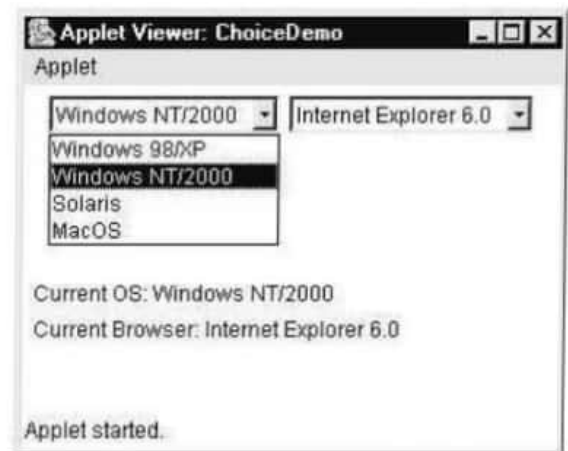 Applet Viewer: ChoiceDemo
Applet
Windows NT/2000 Internet Explorer 6.0
Windows 98/XP
Windows NT/2000
Solaris
MacOS
Current OS: Windows NT/2000
Current Browser: Internet Explorer 6.0
Applet started.